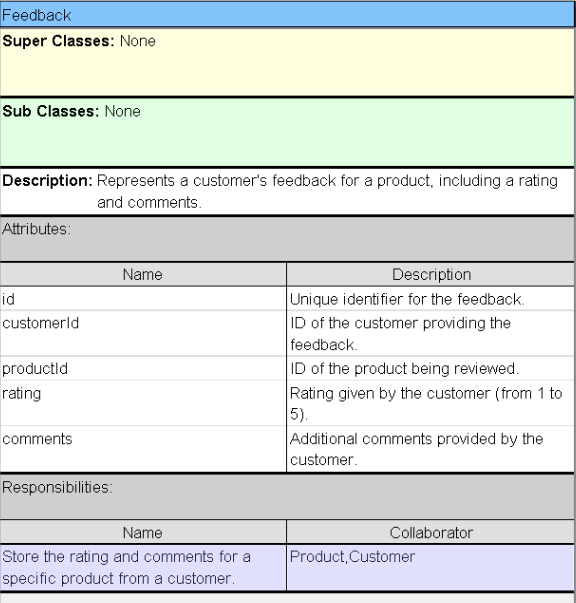 Feedback
Super Classes: None
Sub Classes: None
Description: Represents a customer's feedback for a product, including a rating
and comments.
Attributes:
Name Description
id Unique identifier for the feedback.
customerId ID of the customer providing the
feedback.
productId ID of the product being reviewed.
rating Rating given by the customer (from 1 to
5).
comments Additional comments provided by the
customer.
Responsibilities:
Name Collaborator
Store the rating and comments for a Product,Customer
specific product from a customer.